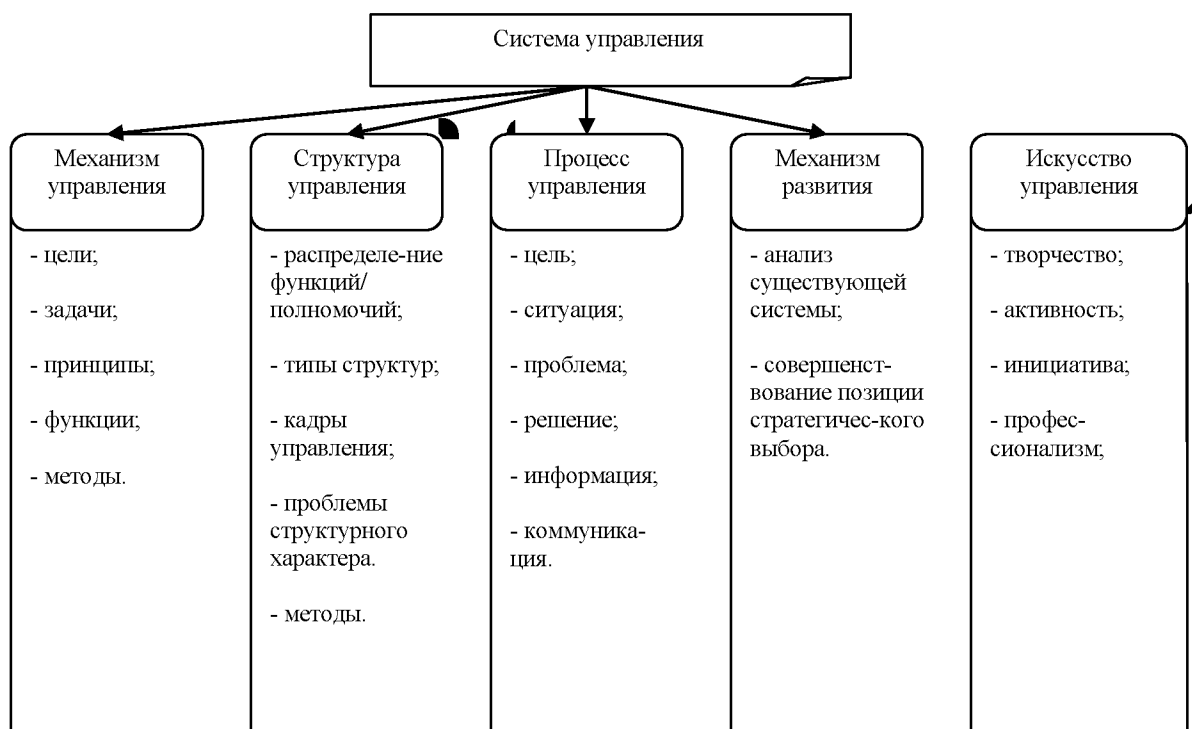 Система управления
Механизм
управления
- цели;
- задачи;
- принципы;
- функции;
- методы.
Структура
управления
- распределе-ние
функций/
полномочий;
- типы структур;
- кадры
управления;
- проблемы
структурного
характера.
- методы.
Процесс
управления
- цель;
- ситуация;
- проблема;
- решение;
- информация;
- коммуника-
ция.
Механизм
развития
- анализ
существующей
системы;
- совершенст-
вование позиции
стратегичес-кого
выбора.
Искусство
управления
- творчество;
- активность;
- инициатива;
- профес-
сионализм;